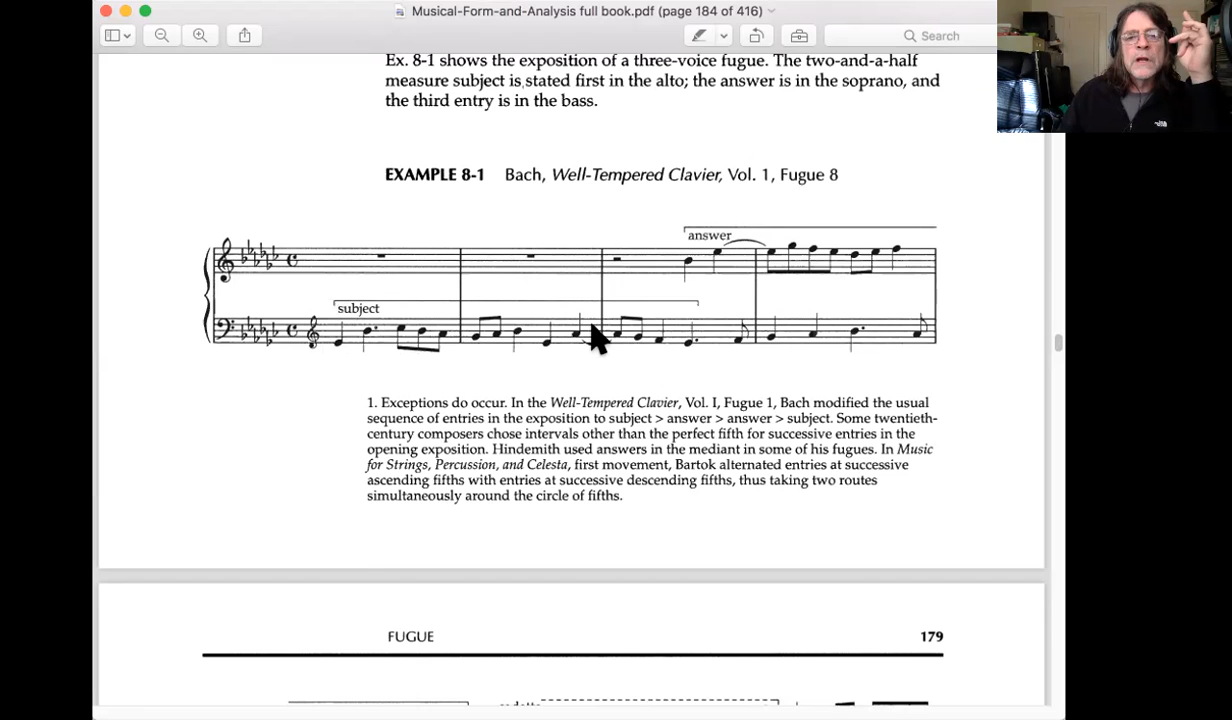 Musical-Form-and-Analysis full book.pdf (page 184 of 416)
Search
Ex. 8-1 shows the exposition of a three-voice fugue. The two-and-a-half
measure subject is stated first in the alto; the answer is in the soprano, and
the third entry is in the bass.
EXAMPLE 8-1 Bach, Well-Tempered Clavier, Vol. 1, Fugue 8
answer
subject
1. Exceptions do occur. In the Well-Tempered Clavier, Vol. I, Fugue 1, Bach modified the usual
sequence of entries in the exposition to subject > answer > answer > subject. Some twentieth-
century composers chose intervals other than the perfect fifth for successive entries in the
opening exposition. Hindemith used answers in the mediant in some of his fugues. In Music
for Strings, Percussion, and Celesta, first movement, Bartok alternated entries at successive
ascending fifths with entries at successive descending fifths, thus taking two routes
simultaneously around the circle of fifths.
FUGUE 179